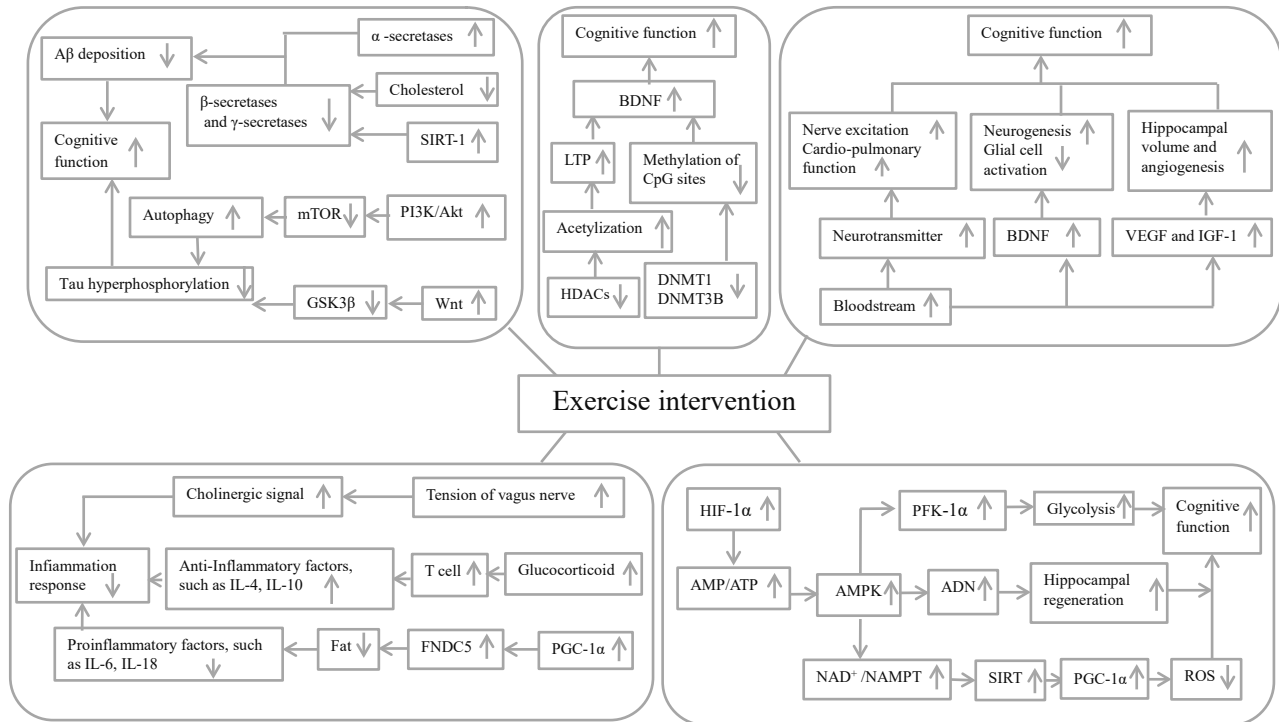 α -secretases
Aβ deposition
Cholesterol
β-secretases
and γ-secretases
Cognitive
function
SIRT-1
Autophagy
mTOR
PI3K/Akt
Tau hyperphosphorylation
GSK3β
Wnt
Cognitive function
BDNF
LTP
Methylation of
CpG sites
Acetylization
HDACs
DNMT1
DNMT3B
Cognitive function
Nerve excitation
Cardio-pulmonary
function
Neurogenesis
Glial cell
activation
Hippocampal
volume and
angiogenesis
Neurotransmitter
BDNF
VEGF and IGF-1
Bloodstream
Exercise intervention
Cholinergic signal
Tension of vagus nerve
Infiammation
response
Anti-Inflammatory factors,
such as IL-4, IL-10
T cell
Glucocorticoid
Proinflammatory factors, such
as IL-6, IL-18
Fat
FNDC5
PGC-1α
HIF-1α
PFK-1α
Glycolysis
Cognitive
function
AMP/ATP
AMPK
ADN
Hippocampal
regeneration
NAD⁺ /NAMPT
SIRT
PGC-1α
ROS